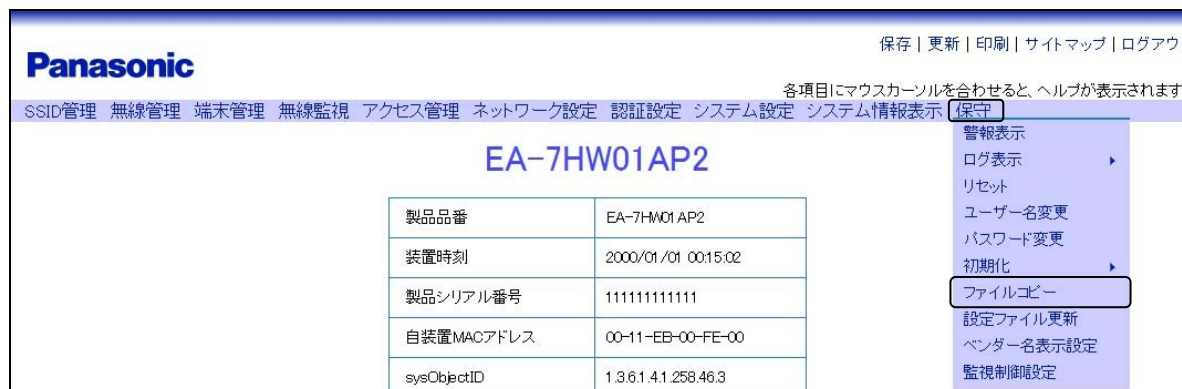 保存 | 更新 | 印刷 | サイトマップ | ログアウ
Panasonic
各項目にマウスカーソルを合わせると、ヘルプが表示されます
SSID管理 無線管理 端末管理 無線監視 アクセス管理 ネットワーク設定 認証設定 システム設定 システム情報表示 保守
警報表示
ログ表示
リセット
ユーザー名変更
パスワード変更
初期化
ファイルコピー
設定ファイル更新
ベンダー名表示設定
監視制御設定
EA-7HW01AP2
製品品番 EA-7HW01AP2
装置時刻 2000/01/01 00:15:02
製品シリアル番号 111111111111
自装置MACアドレス 00-11-EB-00-FE-00
sysObjectID 1.3.6.1.4.1.258.46.3